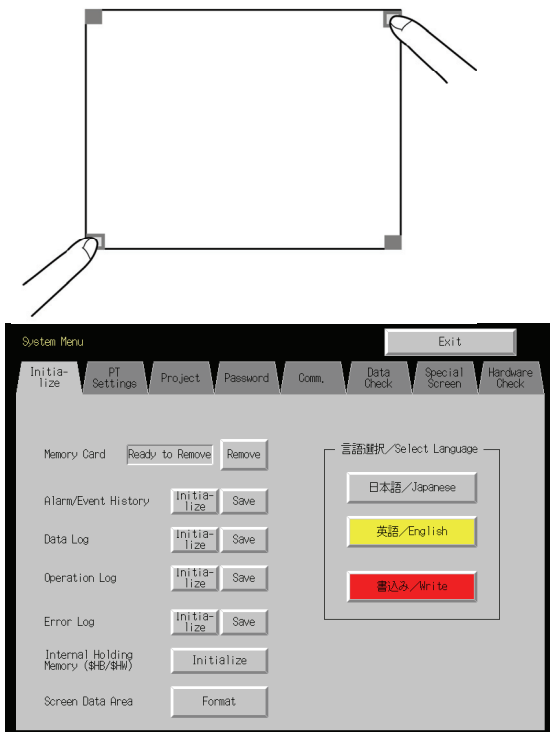 System Menu
Exit
Initia-
lize
PT
Settings
Project
Password
Comm.
Data
Check
Special
Screen
Hardware
Check
Memory Card
Ready to Remove
Remove
言語選択／Select Language
日本語／Japanese
Alarm/Event History
Initia-
lize
Save
英語／English
Data Log
Initia-
lize
Save
Operation Log
Initia-
lize
Save
書込み／Write
Error Log
Initia-
lize
Save
Internal Holding
Memory ($HB/$HW)
Initialize
Screen Data Area
Format